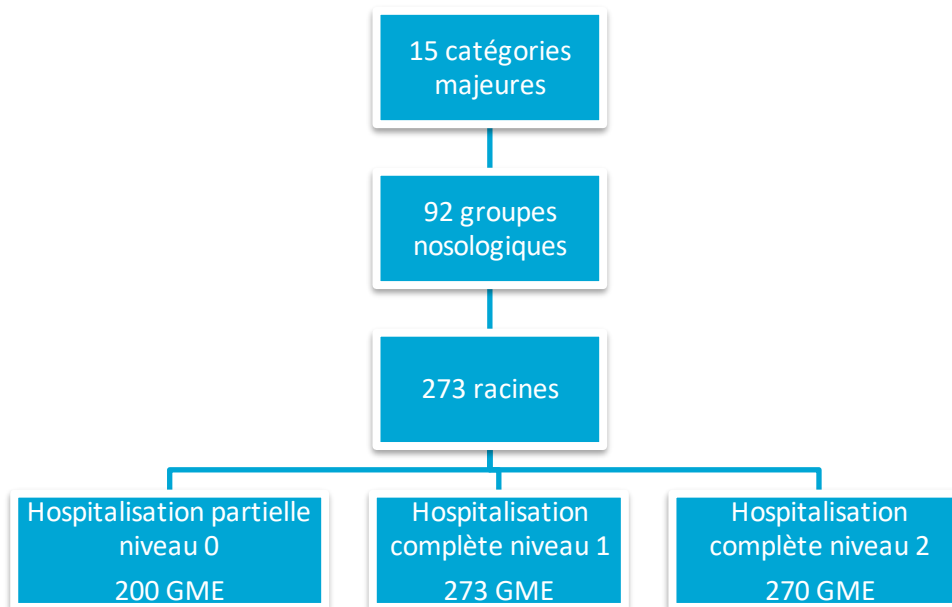 15 catégories
majeures
92 groupes
nosologiques
273 racines
Hospitalisation partielle
niveau 0
200 GME
Hospitalisation
complète niveau 1
273 GME
Hospitalisation
complète niveau 2
270 GME